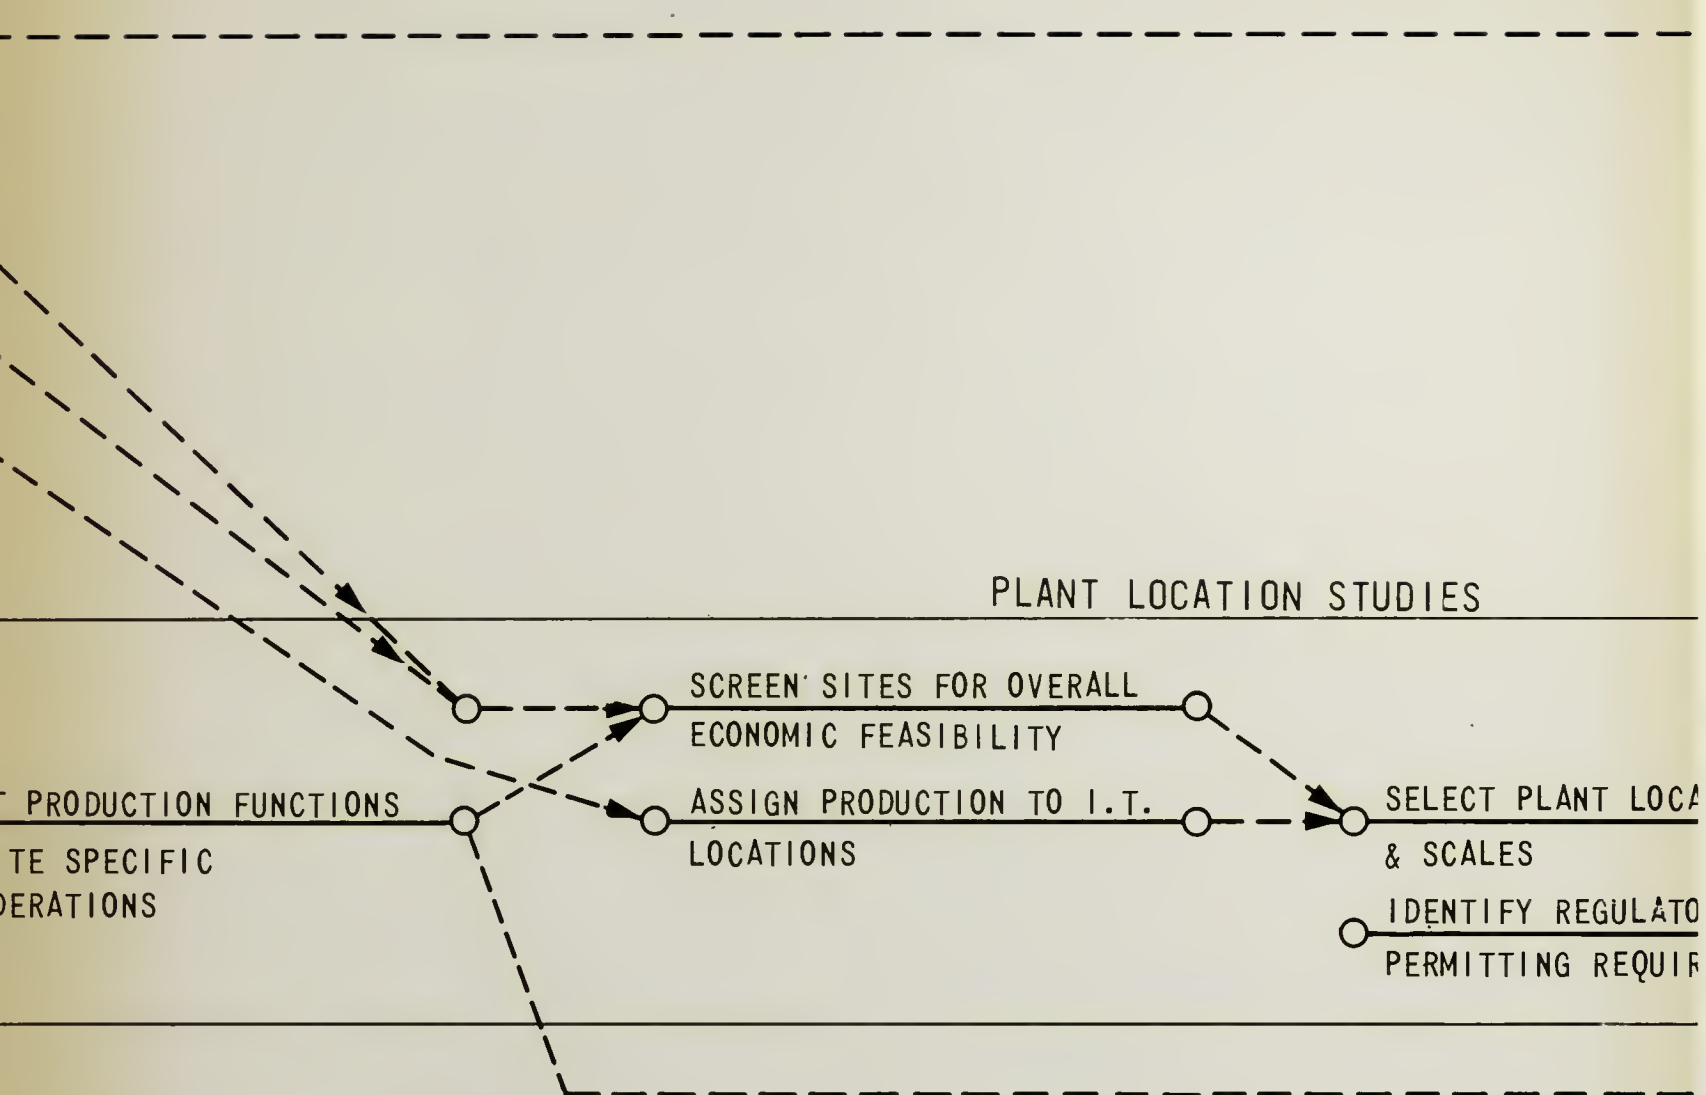 PLANT LOCATION STUDIES
SCREEN SITES FOR OVERALL
ECONOMIC FEASIBILITY
PRODUCTION FUNCTIONS
TE SPECIFIC
DERATIONS
ASSIGN PRODUCTION TO I.T.
LOCATIONS
SELECT PLANT LOCA
& SCALES
IDENTIFY REGULATO
PERMITTING REQUIR